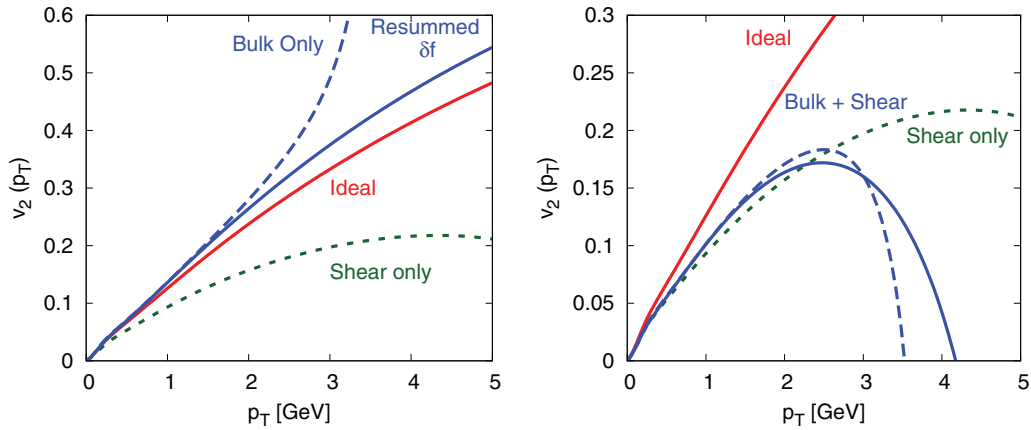 0.6
0.5
0.4
0.3
0.2
0.1
0
v2 (pT)
Bulk Only
Resummed
δf
Ideal
Shear only
0 1 2 3 4 5
pT [GeV]
0.3
0.25
0.2
0.15
0.1
0.05
0
v2 (pT)
Ideal
Bulk + Shear
Shear only
0 1 2 3 4 5
pT [GeV]